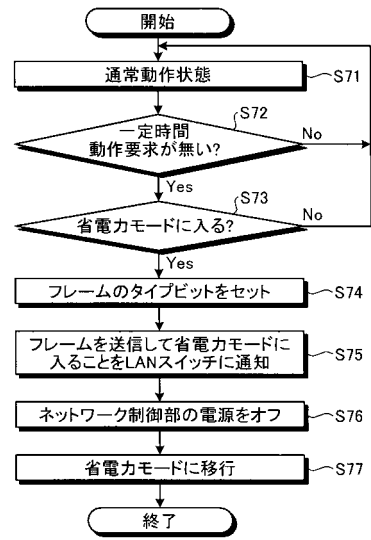 開始
通常動作状態
S71
一定時間
動作要求が無い?
S72
No
Yes
省電力モードに入る?
S73
No
Yes
フレームのタイプビットをセット
S74
フレームを送信して省電力モードに
入ることをLANスイッチに通知
S75
ネットワーク制御部の電源をオフ
S76
省電力モードに移行
S77
終了